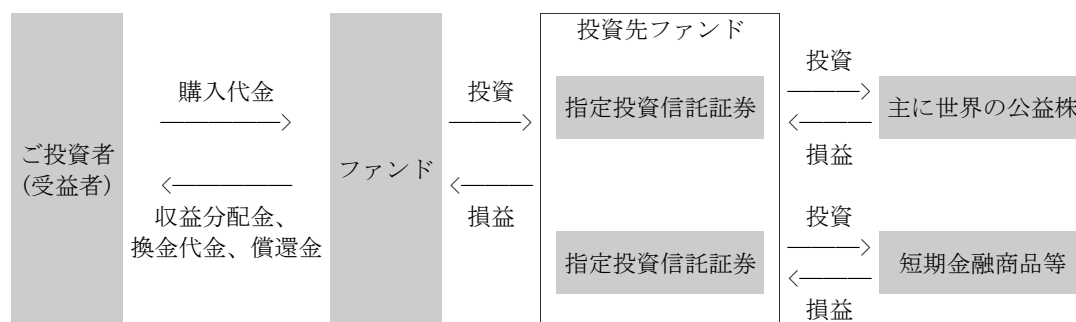 投資先ファンド
投資
購入代金
投資
指定投資信託証券
主に世界の公益株
損益
ご投資者
(受益者)
ファンド
収益分配金、
換金代金、償還金
損益
投資
指定投資信託証券
短期金融商品等
損益